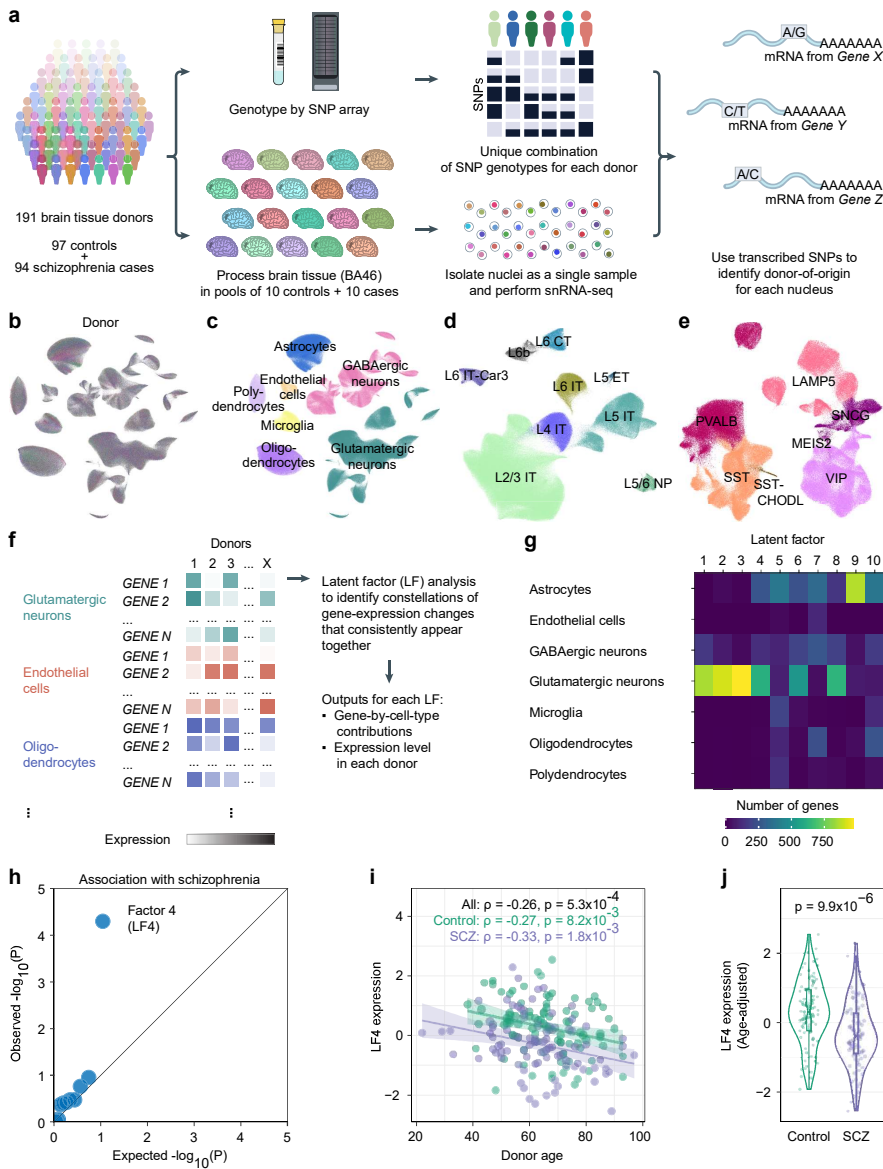 a
191 brain tissue donors
97 controls
+
94 schizophrenia cases
Genotype by SNP array
Process brain tissue (BA46)
in pools of 10 controls + 10 cases
SNPs
Unique combination
of SNP genotypes for each donor
Isolate nuclei as a single sample
and perform snRNA-seq
A/G
AAAAAAA
mRNA from Gene X
C/T
AAAAAAA
mRNA from Gene Y
A/C
AAAAAAA
mRNA from Gene Z
Use transcribed SNPs to
identify donor-of-origin
for each nucleus
b
Donor
c
Astrocytes
GABAergic
neurons
Endothelial
cells
Poly-
dendrocytes
Microglia
Oligo-
dendrocytes
Glutamatergic
neurons
d
L6 CT
L6b
L6 IT-Car3
L6 IT
L5 ET
L4 IT
L5 IT
L2/3 IT
L5/6 NP
e
LAMP5
PVALB
SNCG
MEIS2
SST
SST-
CHODL
VIP
f
Donors
1 2 3 ... X
Glutamatergic
neurons
GENE 1
GENE 2 ...
... ... ... ... ... ...
GENE N ...
Endothelial
cells
GENE 1 ...
GENE 2 ...
... ... ... ... ... ...
GENE N ...
Oligo-
dendrocytes
GENE 1 ...
GENE 2 ...
... ... ... ... ... ...
GENE N ...
... ...
Expression
Latent factor (LF) analysis
to identify constellations of
gene-expression changes
that consistently appear
together
Outputs for each LF:
▪ Gene-by-cell-type
contributions
▪ Expression level
in each donor
g
Latent factor
1 2 3 4 5 6 7 8 9 10
Astrocytes
Endothelial cells
GABAergic neurons
Glutamatergic neurons
Microglia
Oligodendrocytes
Polydendrocytes
Number of genes
0 250 500 750
h
Association with schizophrenia
Factor 4
(LF4)
Observed -log10(P)
5
4
3
2
1
0
0 1 2 3 4 5
Expected -log10(P)
i
All: ρ = -0.26, p = 5.3x10-4
Control: ρ = -0.27, p = 8.2x10-3
SCZ: ρ = -0.33, p = 1.8x10-3
LF4 expression
4
2
0
−2
20 40 60 80 100
Donor age
j
p = 9.9x10-6
LF4 expression
(Age-adjusted)
2
0
−2
Control SCZ